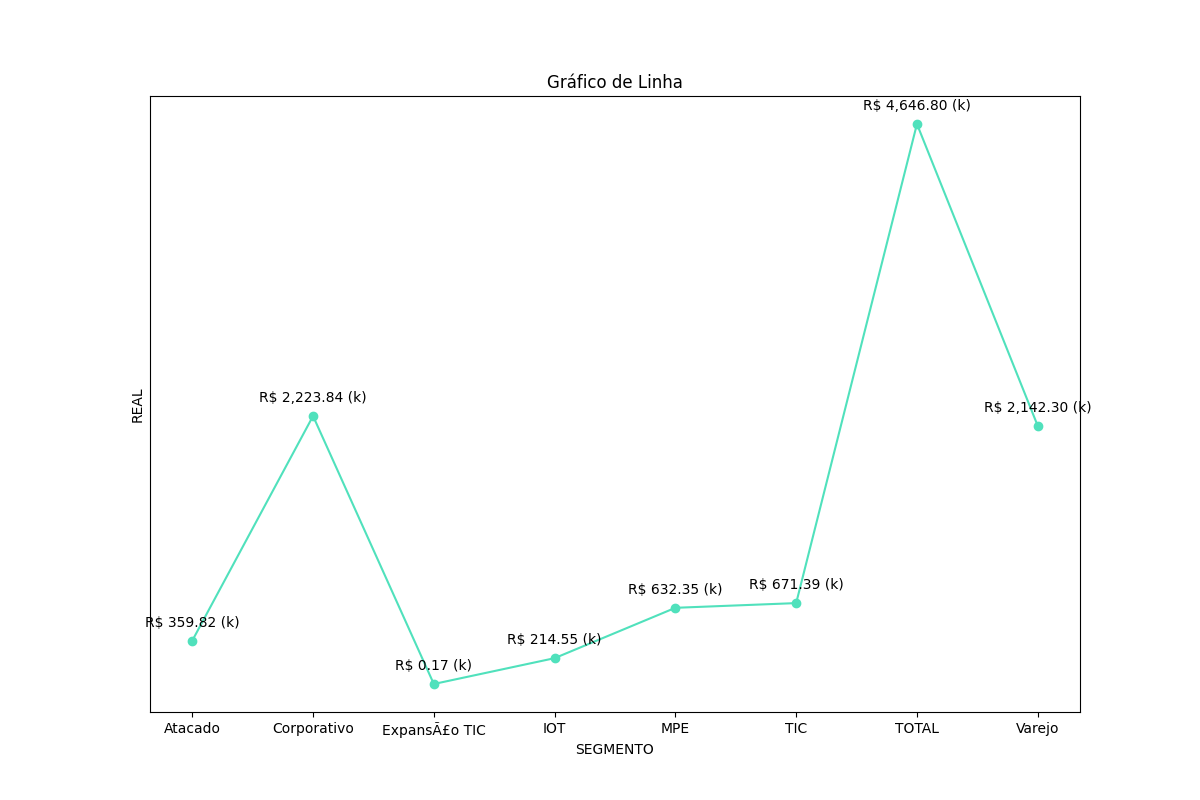 Gráfico de Linha
R$ 4,646.80 (k)
R$ 2,223.84 (k)
R$ 2,142.30 (k)
REAL
R$ 632.35 (k)
R$ 671.39 (k)
R$ 359.82 (k)
R$ 214.55 (k)
R$ 0.17 (k)
Atacado Corporativo ExpansÃ£o TIC IOT MPE TIC TOTAL Varejo
SEGMENTO